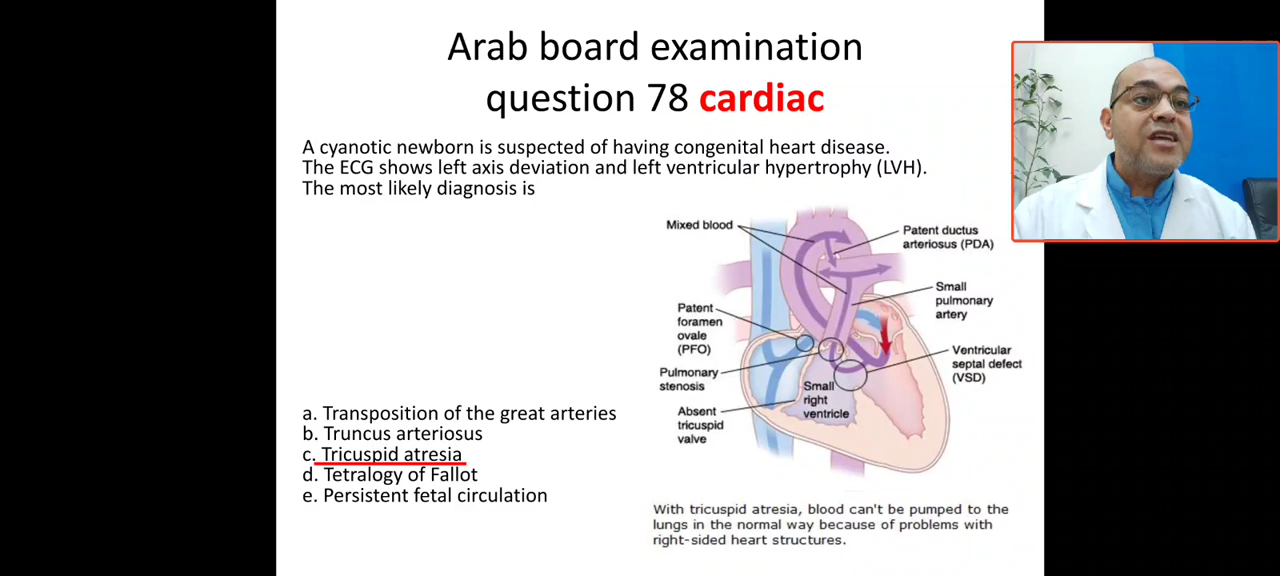 Arab board examination
question 78 cardiac
A cyanotic newborn is suspected of having congenital heart disease.
The ECG shows left axis deviation and left ventricular hypertrophy (LVH).
The most likely diagnosis is
a. Transposition of the great arteries
b. Truncus arteriosus
c. Tricuspid atresia
d. Tetralogy of Fallot
e. Persistent fetal circulation
Mixed blood
Patent ductus
arteriosus (PDA)
Small
pulmonary
artery
Patent
foramen
ovale
(PFO)
Pulmonary
stenosis
Ventricular
septal defect
(VSD)
Small
right
ventricle
Absent
tricuspid
valve
With tricuspid atresia, blood can't be pumped to the
lungs in the normal way because of problems with
right-sided heart structures.